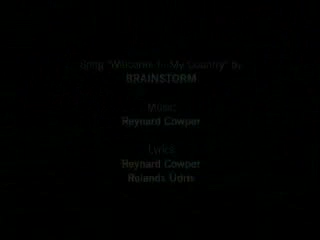 Song "Welcome To My Country" by
BRAINSTORM
Music
Reynard Cowper
Lyrics
Reynard Cowper
Rolands Udris